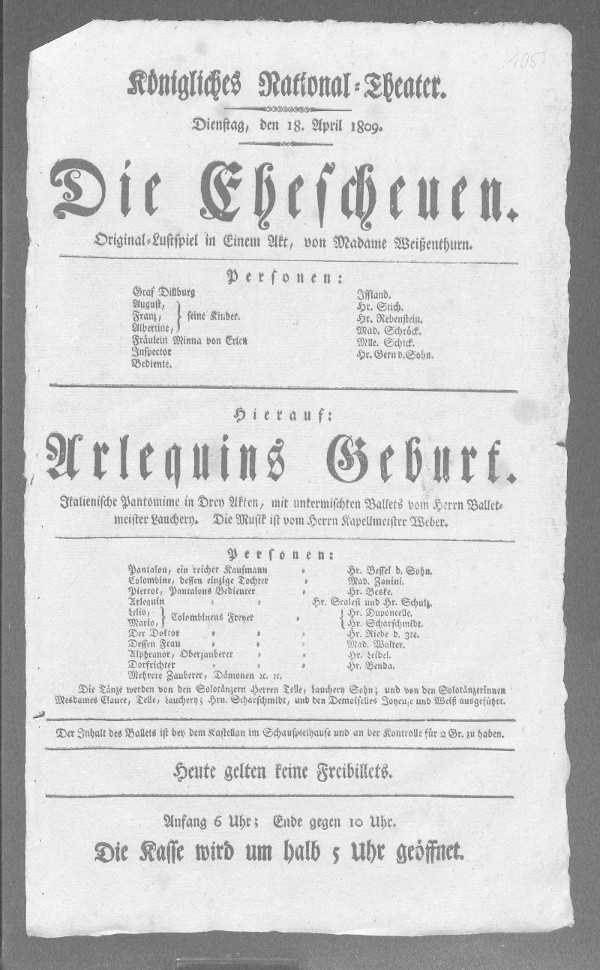 105
Königliches National-Theater.
Dienstag, den 18. April 1809.
Die Ehescheuen.
Original-Lustspiel in Einem Akt, von Madame Weißenthurn.
Personen:
Graf Dillburg Iffland.
August, Hr. Stich.
Franz, } seine Kinder. Hr. Rebenstein.
Albertine, Mad. Schröck.
Fräulein Minna von Erlen Mlle. Schick.
Inspector Hr. Gern d. Sohn.
Bediente.
Hierauf:
Arlequins Geburt.
Italienische Pantomime in Drey Akten, mit untermischten Ballets vom Herrn Ballet-
meister Lauchery. Die Musik ist vom Herrn Kapellmeister Weber.
Personen:
Pantalon, ein reicher Kaufmann Hr. Bessel d. Sohn.
Colombine, dessen einzige Tochter Mad. Zanini.
Pierrot, Pantalons Bedienter Hr. Beske.
Arlequin Hr. Scalesi und Hr. Schulz.
Lelio, } Colombinens Freyer { Hr. Duponcelle.
Mario, Hr. Scharschmidt.
Der Doktor Hr. Riebe d. zte.
Dessen Frau Mad. Walter.
Alphranor, Oberzauberer Hr. Leidel.
Dorfrichter Hr. Benda.
Mehrere Zauberer, Dämonen ꝛc. ꝛc.
Die Tänze werden von den Solotänzern Herren Telle, Lauchery Sohn; und von den Solotänzerinnen
Mesdames Clauce, Telle, Lauchery; Hrn. Scharschmidt, und den Demoiselles Joyeuse und Weiß ausgeführt.
Der Inhalt des Ballets ist bey dem Kastellan im Schauspielhause und an der Kontrolle für 2 Gr. zu haben.
Heute gelten keine Freibillets.
Anfang 6 Uhr; Ende gegen 10 Uhr.
Die Kasse wird um halb 5 Uhr geöffnet.